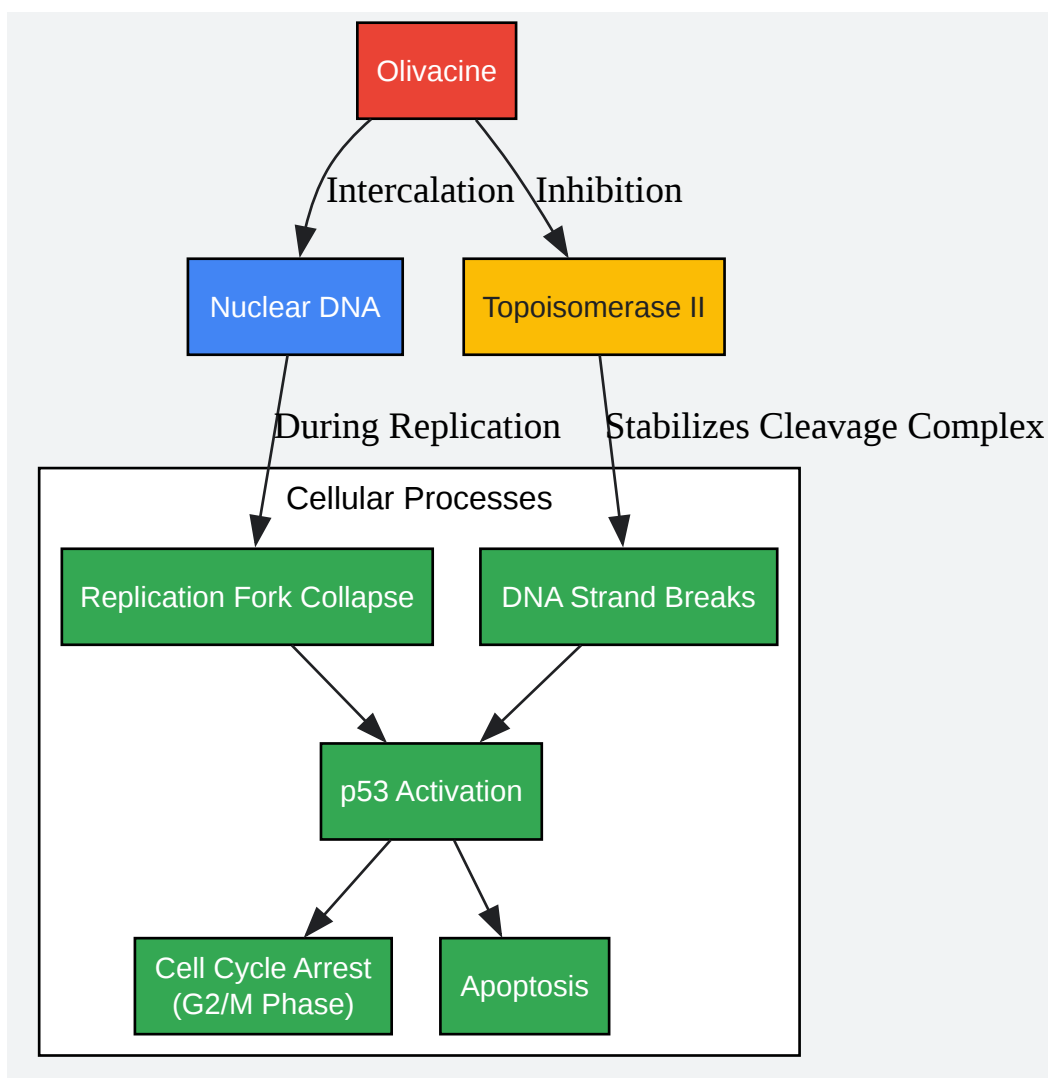 Olivacine
Intercalation
Inhibition
Nuclear DNA
Topoisomerase II
During Replication
Stabilizes Cleavage Complex
Cellular Processes
Replication Fork Collapse
DNA Strand Breaks
p53 Activation
Cell Cycle Arrest
(G2/M Phase)
Apoptosis